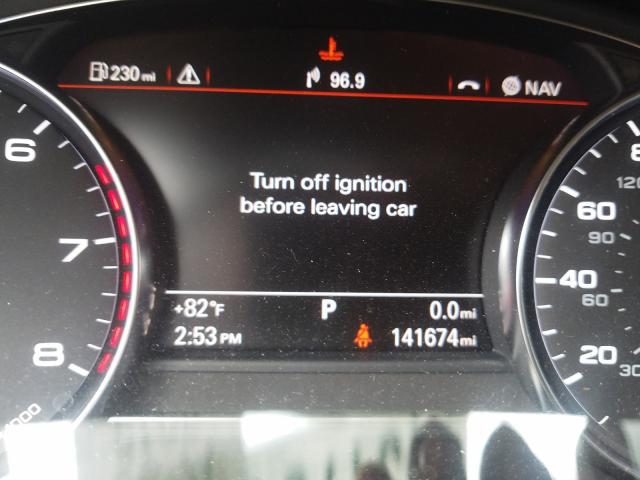 230 mi
96.9
NAV
Turn off ignition
before leaving car
+82°F
P
0.0 mi
2:53 PM
141674 mi
6
7
8
60
40
20
120
90
60
30